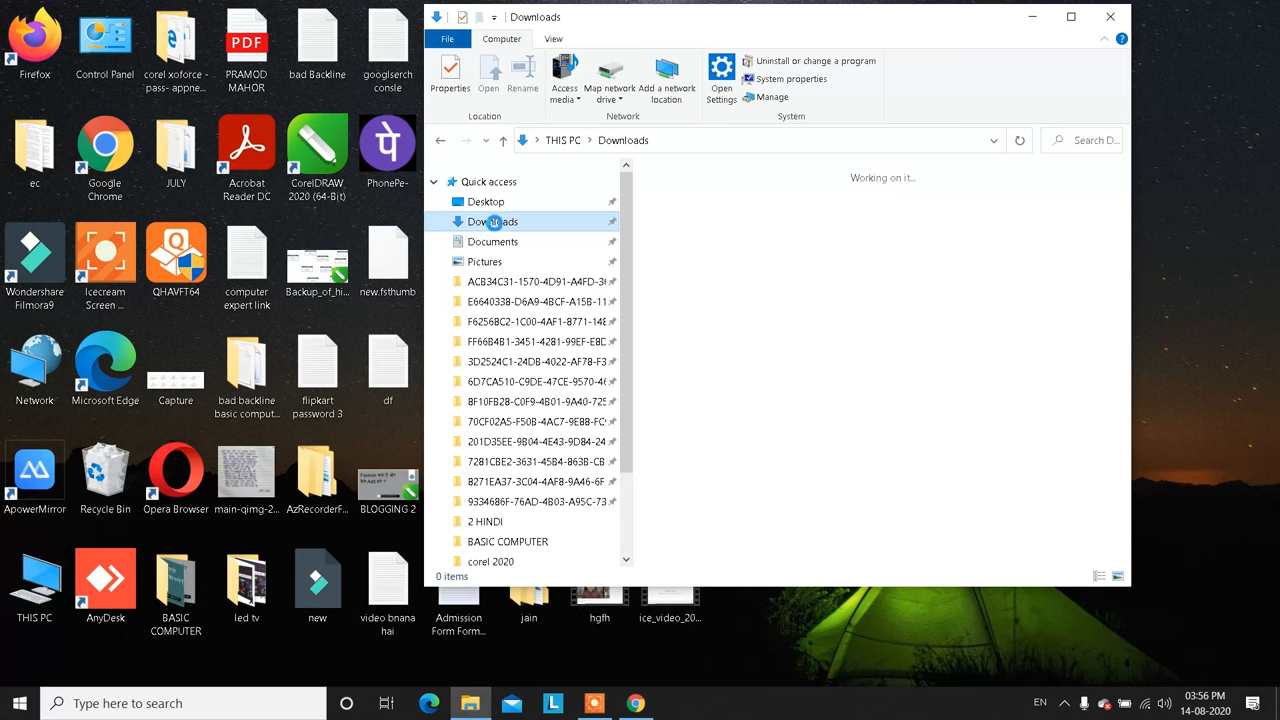 Downloads
File
Computer
View
Properties
Open
Rename
Access media
Map network drive
Add a network location
Open Settings
Uninstall or change a program
System properties
Manage
Location
Network
System
THIS PC
Downloads
Search D...
Working on it...
Quick access
Desktop
Downloads
Documents
Pictures
ACB34C31-1570-4D91-A4FD-3
E6640338-D6A9-4BCF-A15B-11
F62568C2-1C00-4AF1-8771-148
FF66B4B1-3451-4281-99EF-E8D
3D2524C1-24DB-4022-AF78-F3
6D7CA510-C9DE-47CE-9570-4
8F10FB28-C0F9-4B01-9A40-725
70CF02A5-F50B-4AC7-9E88-FC
201D35EE-9B04-4E43-9D84-24
7281CBE2-3631-45B4-863B-CB
8271EA37-3C04-4AF8-9A46-6F
9334686F-76AD-4B03-A95C-73
2 HINDI
BASIC COMPUTER
corel 2020
0 items
Firefox
Control Panel
corel xoforce - pass- appne...
PDF
PRAMOD MAHOR
bad Backline
googlserch consle
ec
Google Chrome
JULY
Acrobat Reader DC
CorelDRAW 2020 (64-Bit)
PhonePe-
Wondershare Filmora9
Icecream Screen ...
QHAVFT64
computer expert link
Backup_of_hi...
new.fsthumb
Network
Microsoft Edge
Capture
bad backline basic comput...
flipkart password 3
df
ApowerMirror
Recycle Bin
Opera Browser
main-qimg-2...
AzRecorderF...
BLOGGING 2
THIS PC
AnyDesk
BASIC COMPUTER
led tv
new
video bnana hai
Admission Form Form...
jain
hgfh
ice_video_20...
Type here to search
L
EN
03:56 PM
14-08-2020